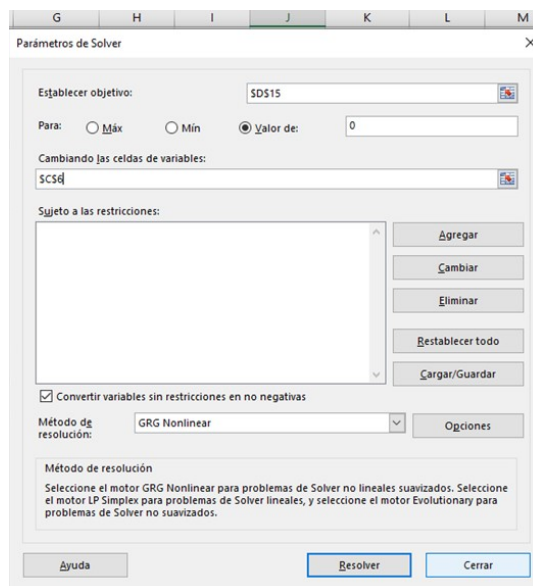 G H I J K L M
Parámetros de Solver
Establecer objetivo: $D$15
Para: Máx Mín Valor de: 0
Cambiando las celdas de variables:
$C$6
Sujeto a las restricciones:
Agregar
Cambiar
Eliminar
Restablecer todo
Cargar/Guardar
Convertir variables sin restricciones en no negativas
Método de
resolución: GRG Nonlinear Opciones
Método de resolución
Seleccione el motor GRG Nonlinear para problemas de Solver no lineales suavizados. Seleccione
el motor LP Simplex para problemas de Solver lineales, y seleccione el motor Evolutionary para
problemas de Solver no suavizados.
Ayuda Resolver Cerrar